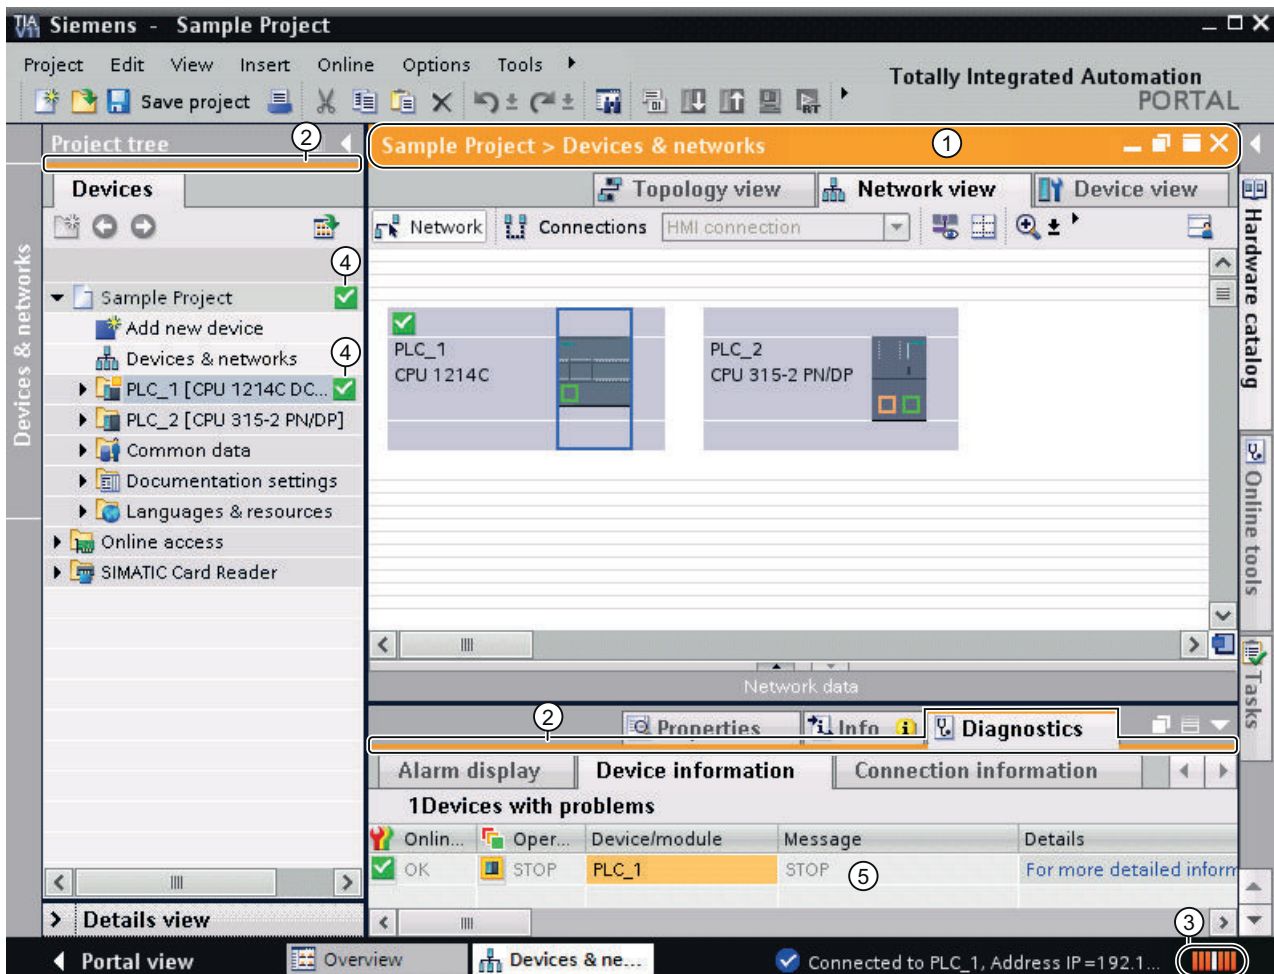 TIA V11 Siemens - Sample Project
Project Edit View Insert Online Options Tools
Totally Integrated Automation
PORTAL
Save project
Project tree
2
Sample Project > Devices & networks
1
Devices
Topology view
Network view
Device view
Network
Connections
HMI connection
4
Sample Project
Add new device
Devices & networks
4
PLC_1 [CPU 1214C DC...
PLC_2 [CPU 315-2 PN/DP]
Common data
Documentation settings
Languages & resources
Online access
SIMATIC Card Reader
Devices & networks
PLC_1
CPU 1214C
PLC_2
CPU 315-2 PN/DP
Hardware catalog
Online tools
Tasks
Network data
2
Properties
Info
Diagnostics
Alarm display
Device information
Connection information
1Devices with problems
Onlin... Oper... Device/module Message Details
OK STOP PLC_1 STOP For more detailed inform
5
Details view
3
Portal view
Overview
Devices & ne...
Connected to PLC_1, Address IP=192.1...